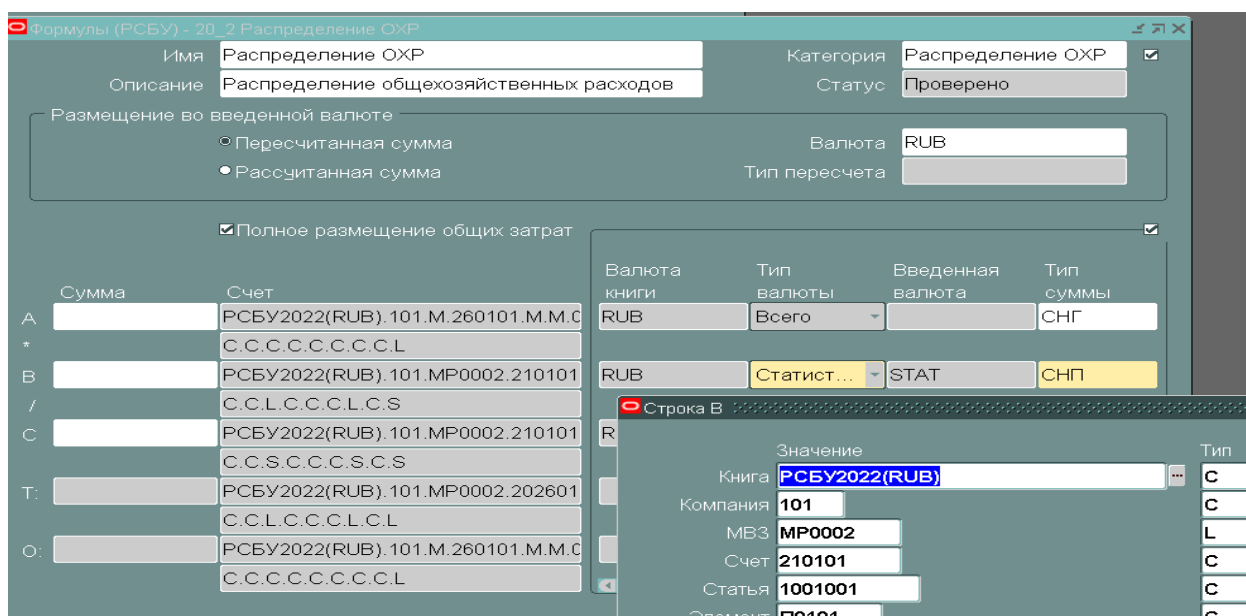 Формулы (РСБУ) - 20_2 Распределение ОХР
Имя Распределение ОХР Категория Распределение ОХР
Описание Распределение общехозяйственных расходов Статус Проверено
Размещение во введенной валюте
Пересчитанная сумма Валюта RUB
Рассчитанная сумма Тип пересчета
Полное размещение общих затрат
Валюта Тип Введенная Тип
Сумма Счет книги валюты валюта суммы
A РСБУ2022(RUB).101.M.260101.M.M.0 RUB Всего СНГ
* C.C.C.C.C.C.C.C.L
B РСБУ2022(RUB).101.MP0002.210101 RUB Статист... STAT СНП
/ C.C.L.C.C.C.L.C.S
Строка B
C РСБУ2022(RUB).101.MP0002.210101 R
C.C.S.C.C.C.S.C.S
Значение Тип
Книга РСБУ2022(RUB) ... C
T: РСБУ2022(RUB).101.MP0002.202601
Компания 101 C
C.C.L.C.C.C.L.C.L
МВЗ MP0002 L
O: РСБУ2022(RUB).101.M.260101.M.M.0
Счет 210101 C
C.C.C.C.C.C.C.C.L
Статья 1001001 C
Элемент П0101 C